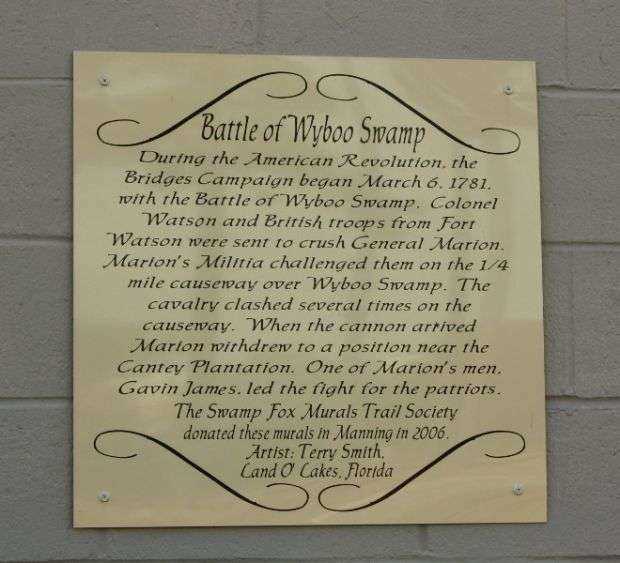 Battle of Wyboo Swamp
During the American Revolution, the
Bridges Campaign began March 6, 1781,
with the Battle of Wyboo Swamp. Colonel
Watson and British troops from Fort
Watson were sent to crush General Marion.
Marion's Militia challenged them on the 1/4
mile causeway over Wyboo Swamp. The
cavalry clashed several times on the
causeway. When the cannon arrived
Marion withdrew to a position near the
Cantey Plantation. One of Marion's men,
Gavin James, led the fight for the patriots.
The Swamp Fox Murals Trail Society
donated these murals in Manning in 2006.
Artist: Terry Smith,
Land O' Lakes, Florida